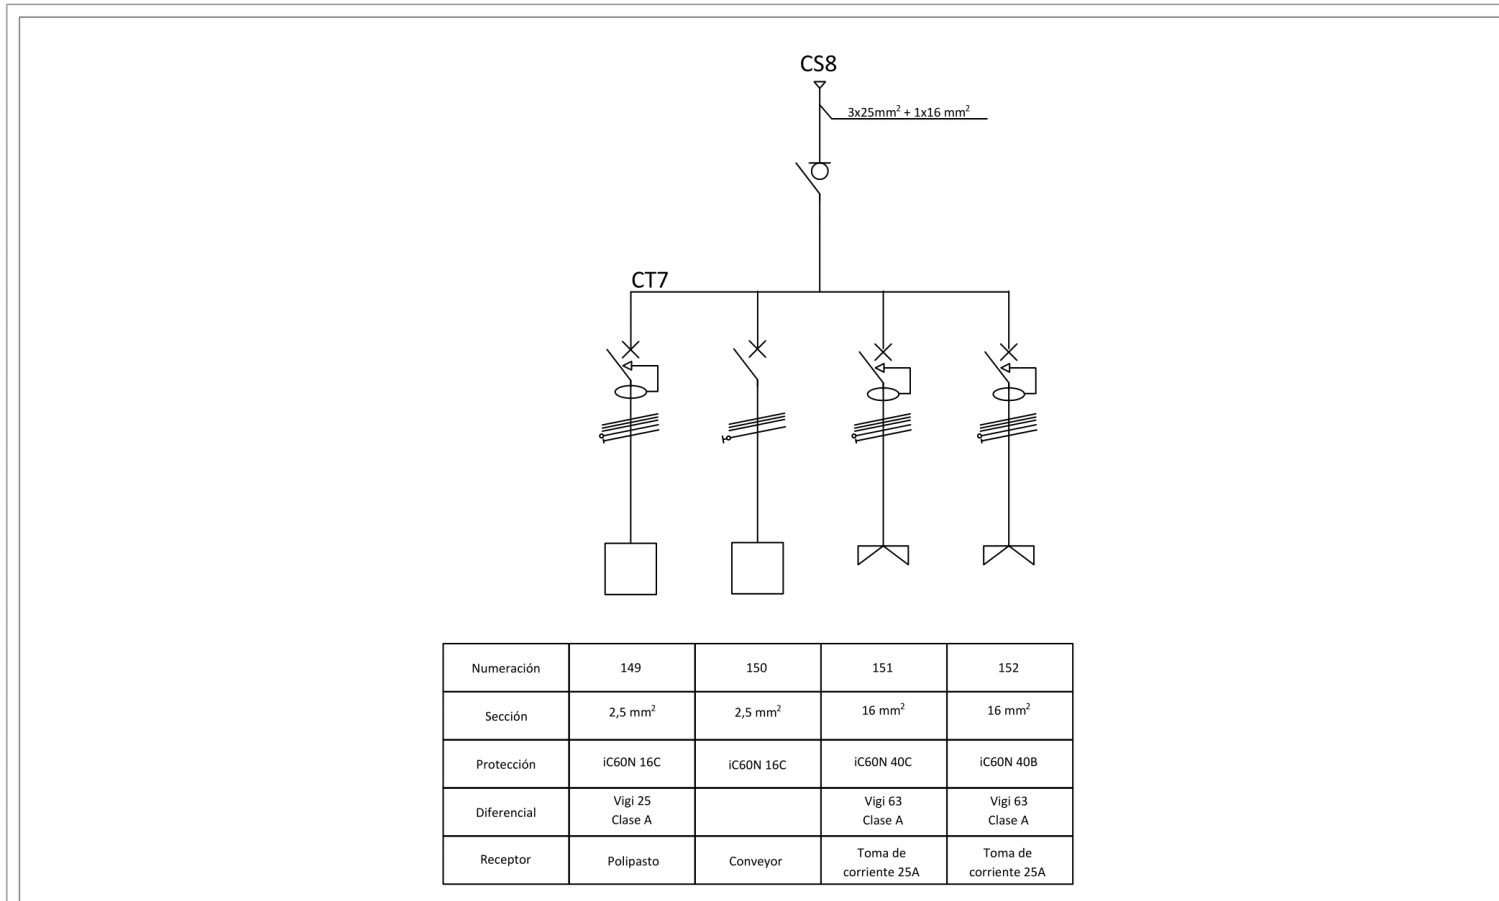 CS8
3x25mm² + 1x16 mm²
CT7
Numeración 149 150 151 152
Sección 2,5 mm² 2,5 mm² 16 mm² 16 mm²
Protección iC60N 16C iC60N 16C iC60N 40C iC60N 40B
Diferencial Vigi 25 Clase A Vigi 63 Clase A Vigi 63 Clase A
Receptor Polipasto Conveyor Toma de corriente 25A Toma de corriente 25A